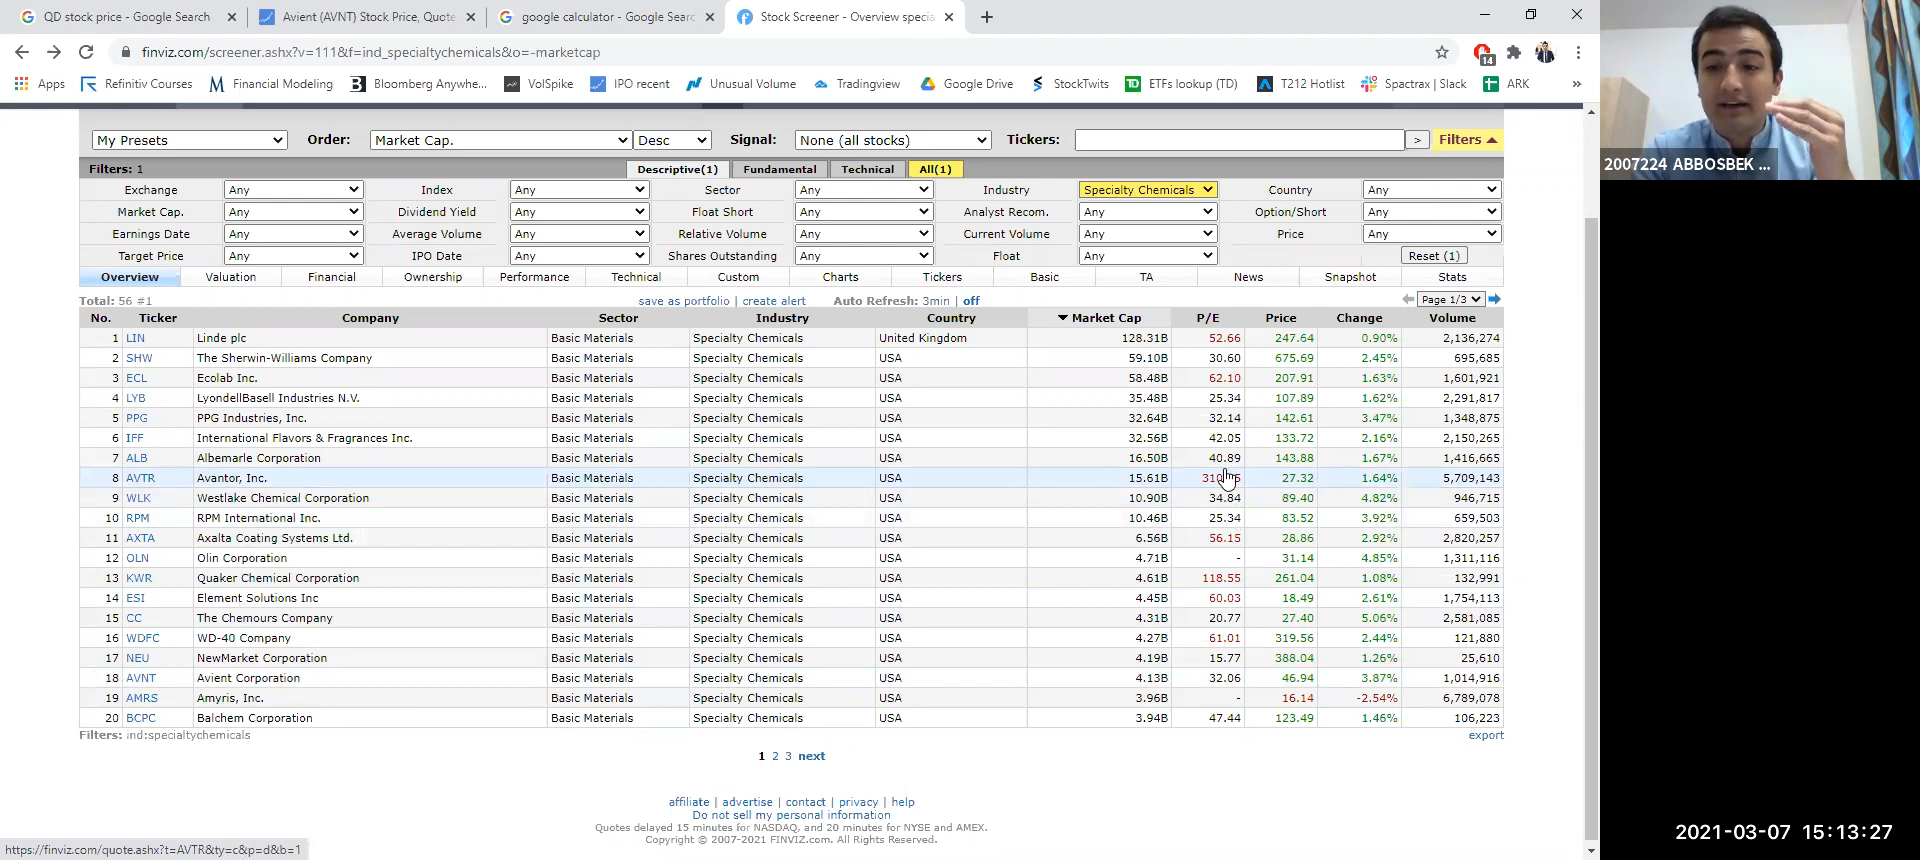 QD stock price - Google Search
Avient (AVNT) Stock Price, Quote
google calculator - Google Searc
Stock Screener - Overview specia
finviz.com/screener.ashx?v=111&f=ind_specialtychemicals&o=-marketcap
14
Apps Refinitiv Courses Financial Modeling Bloomberg Anywhe... VolSpike IPO recent Unusual Volume Tradingview Google Drive StockTwits ETFs lookup (TD) T212 Hotlist Spactrax | Slack ARK »
My Presets Order: Market Cap. Desc Signal: None (all stocks) Tickers: > Filters
Filters: 1 Descriptive(1) Fundamental Technical All(1)
Exchange Any Index Any Sector Any Industry Specialty Chemicals Country Any
Market Cap. Any Dividend Yield Any Float Short Any Analyst Recom. Any Option/Short Any
Earnings Date Any Average Volume Any Relative Volume Any Current Volume Any Price Any
Target Price Any IPO Date Any Shares Outstanding Any Float Any Reset (1)
Overview Valuation Financial Ownership Performance Technical Custom Charts Tickers Basic TA News Snapshot Stats
Total: 56 #1 save as portfolio | create alert Auto Refresh: 3min | off Page 1/3
No. Ticker Company Sector Industry Country Market Cap P/E Price Change Volume
1 LIN Linde plc Basic Materials Specialty Chemicals United Kingdom 128.31B 52.66 247.64 0.90% 2,136,274
2 SHW The Sherwin-Williams Company Basic Materials Specialty Chemicals USA 59.10B 30.60 675.69 2.45% 695,685
3 ECL Ecolab Inc. Basic Materials Specialty Chemicals USA 58.48B 62.10 207.91 1.63% 1,601,921
4 LYB LyondellBasell Industries N.V. Basic Materials Specialty Chemicals USA 35.48B 25.34 107.89 1.62% 2,291,817
5 PPG PPG Industries, Inc. Basic Materials Specialty Chemicals USA 32.64B 32.14 142.61 3.47% 1,348,875
6 IFF International Flavors & Fragrances Inc. Basic Materials Specialty Chemicals USA 32.56B 42.05 133.72 2.16% 2,150,265
7 ALB Albemarle Corporation Basic Materials Specialty Chemicals USA 16.50B 40.89 143.88 1.67% 1,416,665
8 AVTR Avantor, Inc. Basic Materials Specialty Chemicals USA 15.61B 27.32 1.64% 5,709,143
9 WLK Westlake Chemical Corporation Basic Materials Specialty Chemicals USA 10.90B 34.84 89.40 4.82% 946,715
10 RPM RPM International Inc. Basic Materials Specialty Chemicals USA 10.46B 25.34 83.52 3.92% 659,503
11 AXTA Axalta Coating Systems Ltd. Basic Materials Specialty Chemicals USA 6.56B 56.15 28.86 2.92% 2,820,257
12 OLN Olin Corporation Basic Materials Specialty Chemicals USA 4.71B - 31.14 4.85% 1,311,116
13 KWR Quaker Chemical Corporation Basic Materials Specialty Chemicals USA 4.61B 118.55 261.04 1.08% 132,991
14 ESI Element Solutions Inc Basic Materials Specialty Chemicals USA 4.45B 60.03 18.49 2.61% 1,754,113
15 CC The Chemours Company Basic Materials Specialty Chemicals USA 4.31B 20.77 27.40 5.06% 2,581,085
16 WDFC WD-40 Company Basic Materials Specialty Chemicals USA 4.27B 61.01 319.56 2.44% 121,880
17 NEU NewMarket Corporation Basic Materials Specialty Chemicals USA 4.19B 15.77 388.04 1.26% 25,610
18 AVNT Avient Corporation Basic Materials Specialty Chemicals USA 4.13B 32.06 46.94 3.87% 1,014,916
19 AMRS Amyris, Inc. Basic Materials Specialty Chemicals USA 3.96B - 16.14 -2.54% 6,789,078
20 BCPC Balchem Corporation Basic Materials Specialty Chemicals USA 3.94B 47.44 123.49 1.46% 106,223
Filters: ind:specialtychemicals export
1 2 3 next
affiliate | advertise | contact | privacy | help
Do not sell my personal information
Quotes delayed 15 minutes for NASDAQ, and 20 minutes for NYSE and AMEX.
Copyright © 2007-2021 FINVIZ.com. All Rights Reserved.
https://finviz.com/quote.ashx?t=AVTR&ty=c&p=d&b=1
2007224 ABBOSBEK ...
2021-03-07 15:13:27